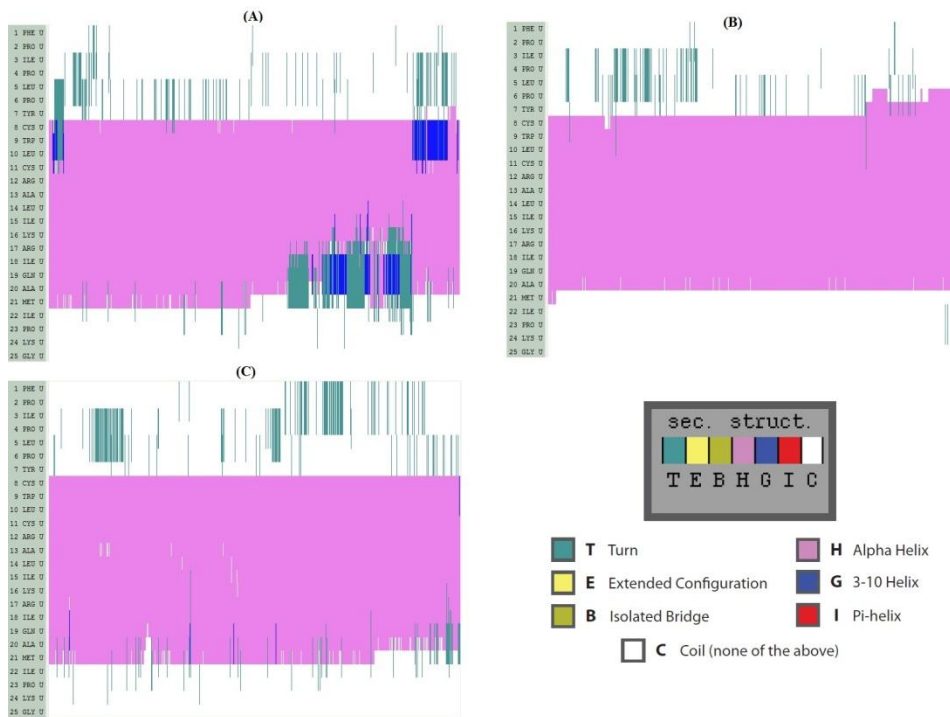 (A)
1 PHE U
2 PRO U
3 ILE U
4 PRO U
5 LEU U
6 PRO U
7 TYR U
8 CYS U
9 TRP U
10 LEU U
11 CYS U
12 ARG U
13 ALA U
14 LEU U
15 ILE U
16 LYS U
17 ARG U
18 ILE U
19 GLN U
20 ALA U
21 MET U
22 ILE U
23 PRO U
24 LYS U
25 GLY U
(B)
1 PHE U
2 PRO U
3 ILE U
4 PRO U
5 LEU U
6 PRO U
7 TYR U
8 CYS U
9 TRP U
10 LEU U
11 CYS U
12 ARG U
13 ALA U
14 LEU U
15 ILE U
16 LYS U
17 ARG U
18 ILE U
19 GLN U
20 ALA U
21 MET U
22 ILE U
23 PRO U
24 LYS U
25 GLY U
(C)
1 PHE U
2 PRO U
3 ILE U
4 PRO U
5 LEU U
6 PRO U
7 TYR U
8 CYS U
9 TRP U
10 LEU U
11 CYS U
12 ARG U
13 ALA U
14 LEU U
15 ILE U
16 LYS U
17 ARG U
18 ILE U
19 GLN U
20 ALA U
21 MET U
22 ILE U
23 PRO U
24 LYS U
25 GLY U
sec. struct.
T E B H G I C
T Turn
H Alpha Helix
E Extended Configuration
G 3-10 Helix
B Isolated Bridge
I Pi-helix
C Coil (none of the above)